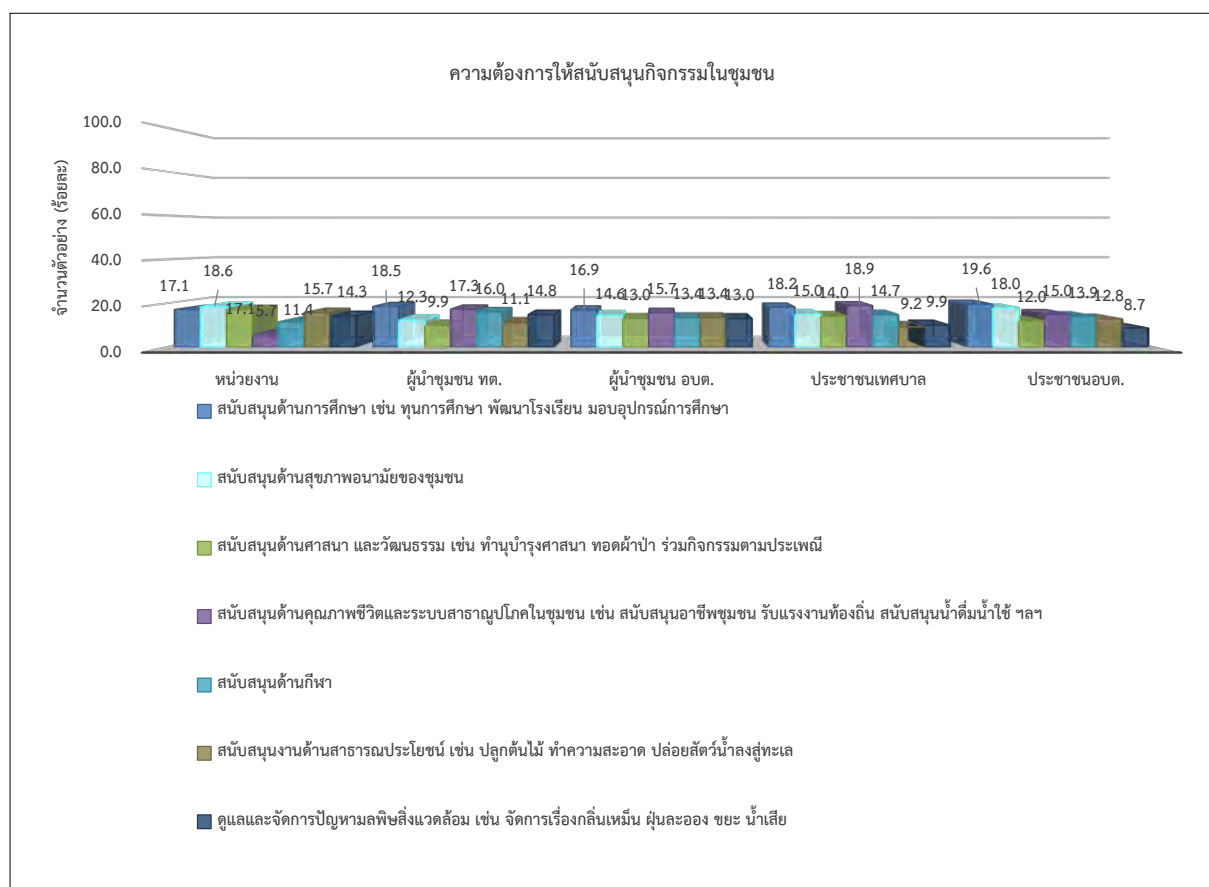 ความต้องการให้สนับสนุนกิจกรรมในชุมชน
จำนวนตัวอย่าง (ร้อยละ)
100.0
80.0
60.0
40.0
20.0
0.0
17.1 18.6 17.1 5.7 11.4 15.7 14.3
18.5 12.3 9.9 17.3 16.0 11.1 14.8
16.9 14.6 13.0 15.7 13.4 13.4 13.0
18.2 15.0 14.0 18.9 14.7 9.2 9.9
19.6 18.0 12.0 15.0 13.9 12.8 8.7
หน่วยงาน ผู้นำชุมชน ทต. ผู้นำชุมชน อบต. ประชาชนเทศบาล ประชาชนอบต.
สนับสนุนด้านการศึกษา เช่น ทุนการศึกษา พัฒนาโรงเรียน มอบอุปกรณ์การศึกษา
สนับสนุนด้านสุขภาพอนามัยของชุมชน
สนับสนุนด้านศาสนา และวัฒนธรรม เช่น ทำนุบำรุงศาสนา ทอดผ้าป่า ร่วมกิจกรรมตามประเพณี
สนับสนุนด้านคุณภาพชีวิตและระบบสาธาณูปโภคในชุมชน เช่น สนับสนุนอาชีพชุมชน รับแรงงานท้องถิ่น สนับสนุนน้ำดื่มน้ำใช้ ฯลฯ
สนับสนุนด้านกีฬา
สนับสนุนงานด้านสาธารณประโยชน์ เช่น ปลูกต้นไม้ ทำความสะอาด ปล่อยสัตว์น้ำลงสู่ทะเล
ดูแลและจัดการปัญหามลพิษสิ่งแวดล้อม เช่น จัดการเรื่องกลิ่นเหม็น ฝุ่นละออง ขยะ น้ำเสีย